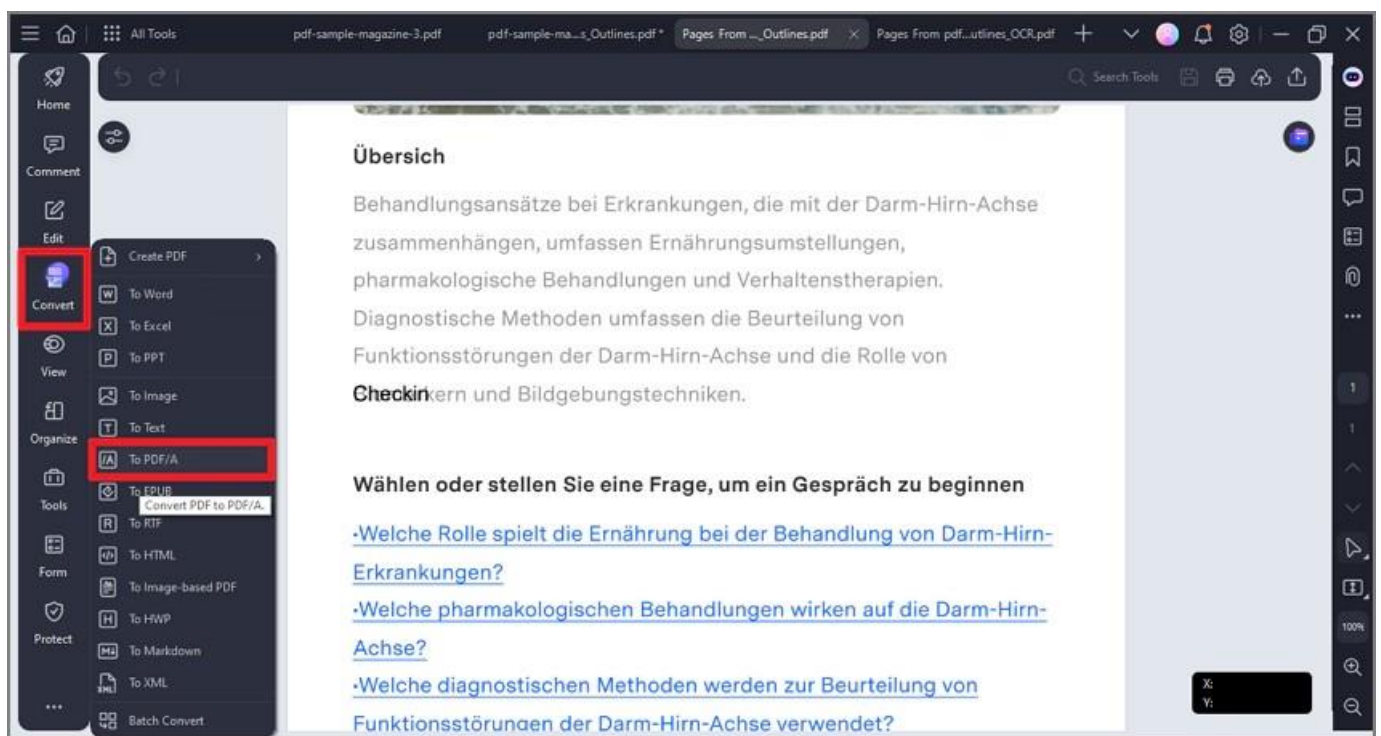 All Tools
pdf-sample-magazine-3.pdf
pdf-sample-ma...s_Outlines.pdf *
Pages From ..._Outlines.pdf
Pages From pdf...utlines_OCR.pdf
Search Tools
Home
Comment
Edit
Convert
View
Organize
Tools
Form
Protect
Create PDF
To Word
To Excel
To PPT
To Image
To Text
To PDF/A
To EPUB
Convert PDF to PDF/A.
To RTF
To HTML
To Image-based PDF
To HWP
To Markdown
To XML
Batch Convert
Übersich
Behandlungsansätze bei Erkrankungen, die mit der Darm-Hirn-Achse
zusammenhängen, umfassen Ernährungsumstellungen,
pharmakologische Behandlungen und Verhaltenstherapien.
Diagnostische Methoden umfassen die Beurteilung von
Funktionsstörungen der Darm-Hirn-Achse und die Rolle von
Checkin
kern und Bildgebungstechniken.
Wählen oder stellen Sie eine Frage, um ein Gespräch zu beginnen
•Welche Rolle spielt die Ernährung bei der Behandlung von Darm-Hirn-
Erkrankungen?
•Welche pharmakologischen Behandlungen wirken auf die Darm-Hirn-
Achse?
•Welche diagnostischen Methoden werden zur Beurteilung von
Funktionsstörungen der Darm-Hirn-Achse verwendet?
1
1
100%
X:
Y: